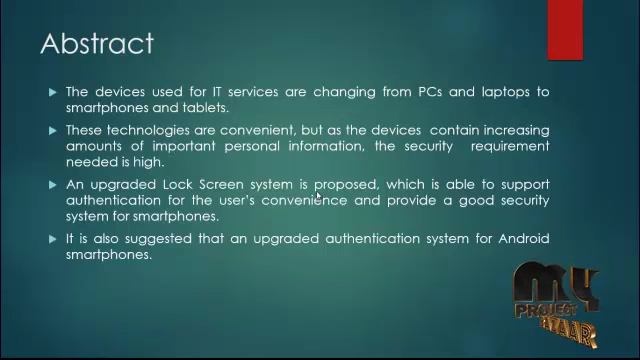 Abstract
The devices used for IT services are changing from PCs and laptops to
smartphones and tablets.
These technologies are convenient, but as the devices contain increasing
amounts of important personal information, the security requirement
needed is high.
An upgraded Lock Screen system is proposed, which is able to support
authentication for the user's convenience and provide a good security
system for smartphones.
It is also suggested that an upgraded authentication system for Android
smartphones.
MY
PROJECT
BAZAAR